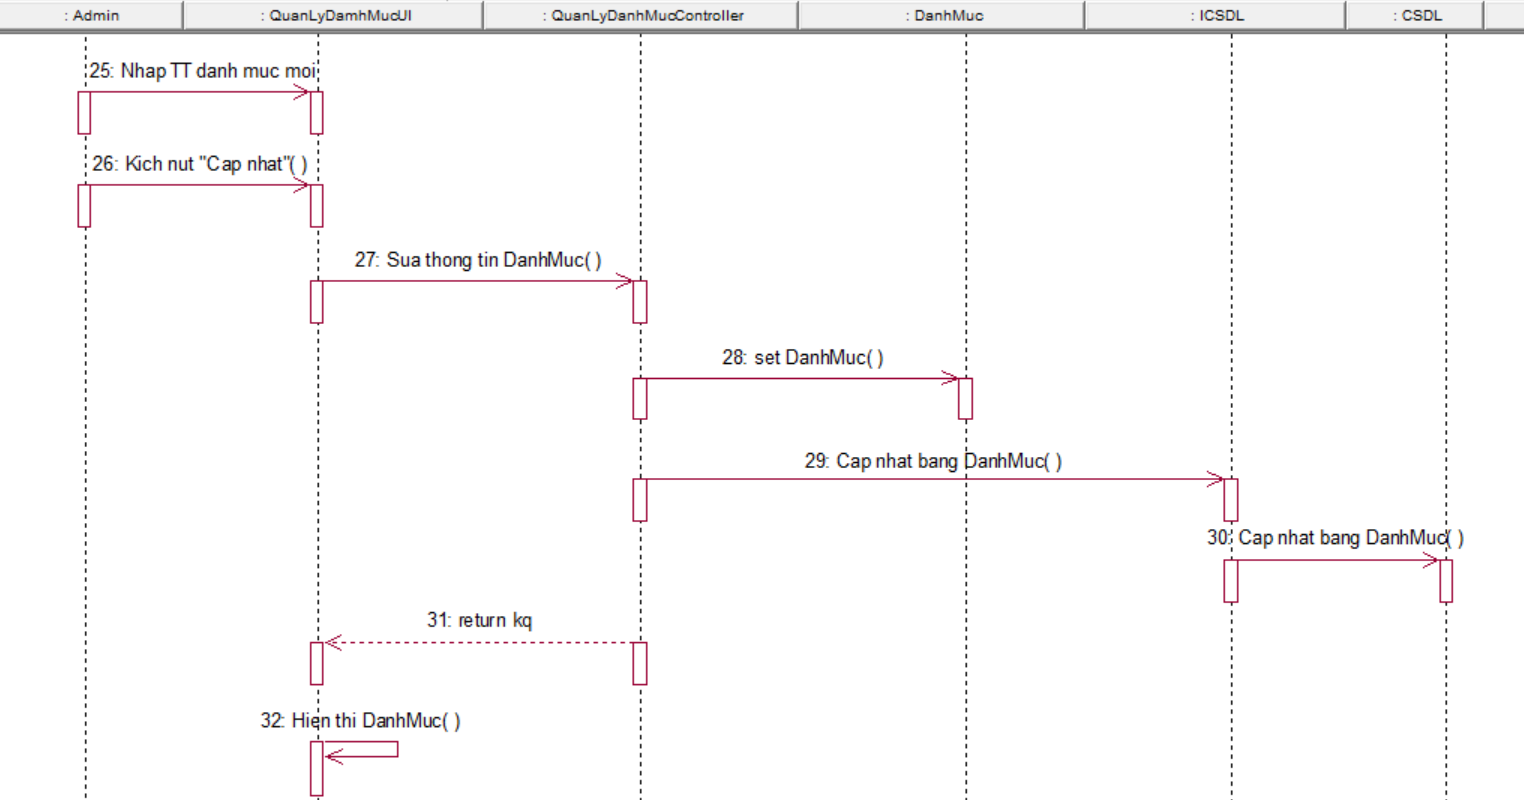 : Admin
: QuanLyDamhMucUI
: QuanLyDanhMucController
: DanhMuc
: ICSDL
: CSDL
25: Nhap TT danh muc moi
26: Kich nut "Cap nhat"( )
27: Sua thong tin DanhMuc( )
28: set DanhMuc( )
29: Cap nhat bang DanhMuc( )
30: Cap nhat bang DanhMuc( )
31: return kq
32: Hien thi DanhMuc( )